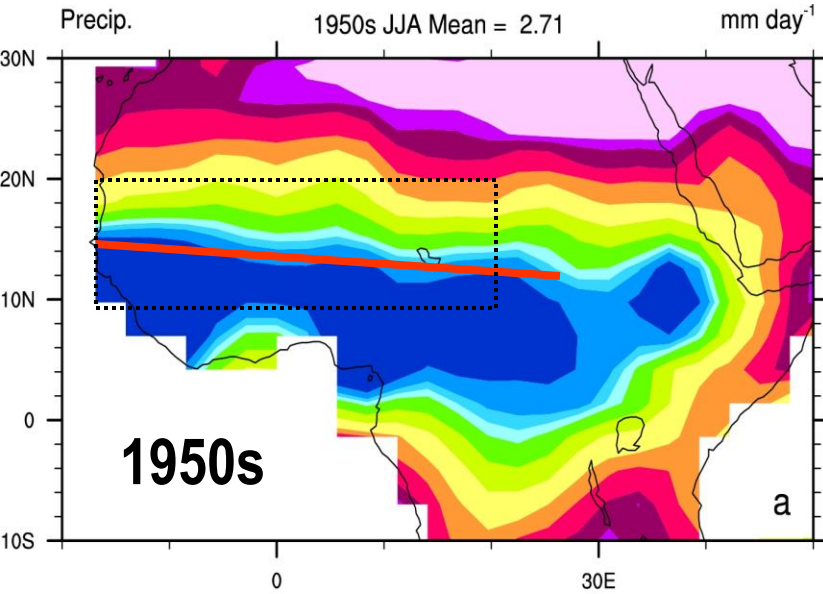 Precip.
1950s JJA Mean = 2.71
mm day-1
30N
20N
10N
0
10S
1950s
a
0
30E